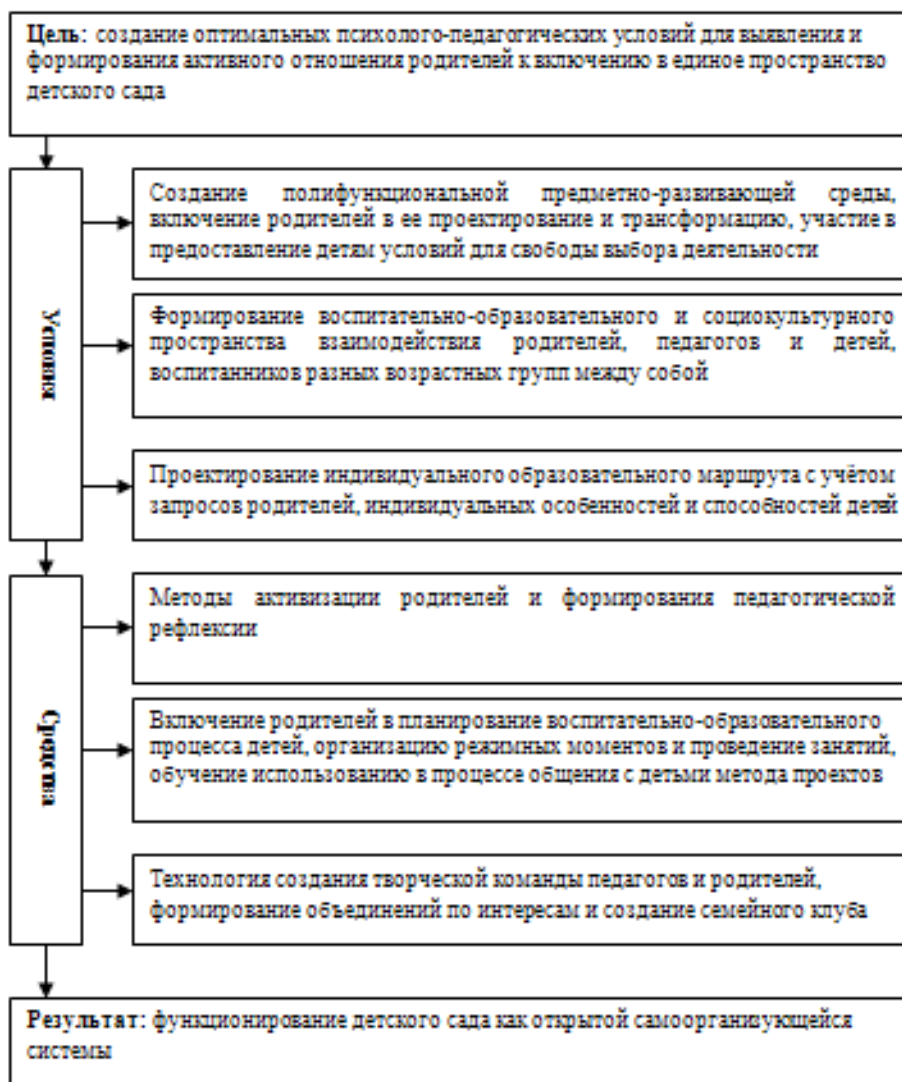 Цель: создание оптимальных психолого-педагогических условий для выявления и
формирования активного отношения родителей к включению в единое пространство
детского сада
Условия
Создание полифункциональной предметно-развивающей среды,
включение родителей в ее проектирование и трансформацию, участие в
предоставление детям условий для свободы выбора деятельности
Формирование воспитательно-образовательного и социокультурного
пространства взаимодействия родителей, педагогов и детей,
воспитанников разных возрастных групп между собой
Проектирование индивидуального образовательного маршрута с учётом
запросов родителей, индивидуальных особенностей и способностей детей
Средства
Методы активизации родителей и формирования педагогической
рефлексии
Включение родителей в планирование воспитательно-образовательного
процесса детей, организацию режимных моментов и проведение занятий,
обучение использованию в процессе общения с детьми метода проектов
Технология создания творческой команды педагогов и родителей,
формирование объединений по интересам и создание семейного клуба
Результат: функционирование детского сада как открытой самоорганизующейся
системы